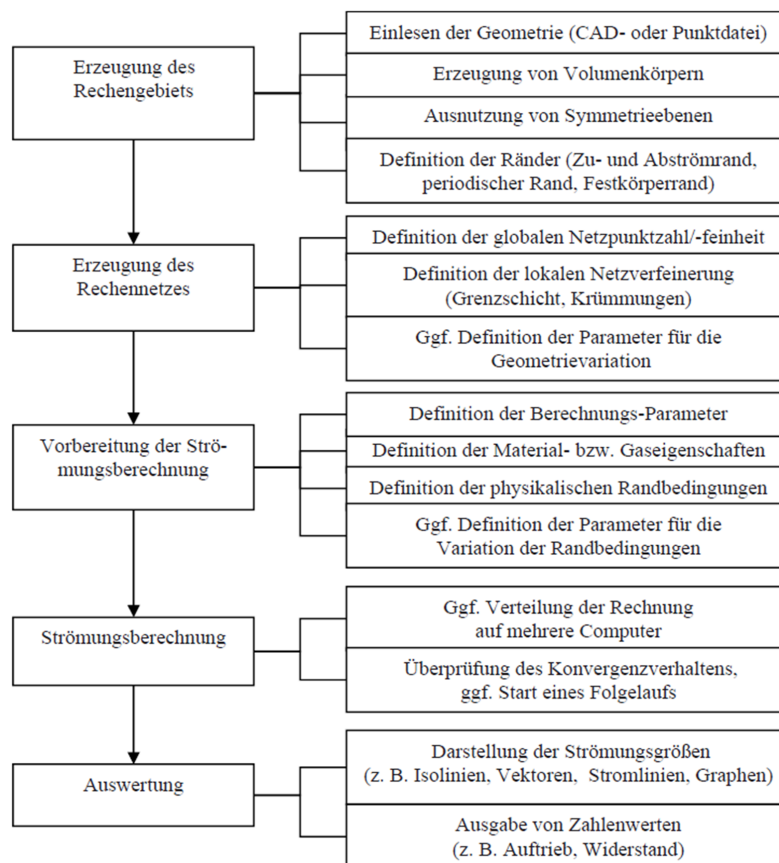 Erzeugung des
Rechengebiets
Einlesen der Geometrie (CAD- oder Punktdatei)
Erzeugung von Volumenkörpern
Ausnutzung von Symmetrieebenen
Definition der Ränder (Zu- und Abströmrand,
periodischer Rand, Festkörperrand)
Erzeugung des
Rechennetzes
Definition der globalen Netzpunktzahl/-feinheit
Definition der lokalen Netzverfeinerung
(Grenzschicht, Krümmungen)
Ggf. Definition der Parameter für die
Geometrievariation
Vorbereitung der Strö-
mungsberechnung
Definition der Berechnungs-Parameter
Definition der Material- bzw. Gaseigenschaften
Definition der physikalischen Randbedingungen
Ggf. Definition der Parameter für die
Variation der Randbedingungen
Strömungsberechnung
Ggf. Verteilung der Rechnung
auf mehrere Computer
Überprüfung des Konvergenzverhaltens,
ggf. Start eines Folgelaufs
Auswertung
Darstellung der Strömungsgrößen
(z. B. Isolinien, Vektoren, Stromlinien, Graphen)
Ausgabe von Zahlenwerten
(z. B. Auftrieb, Widerstand)